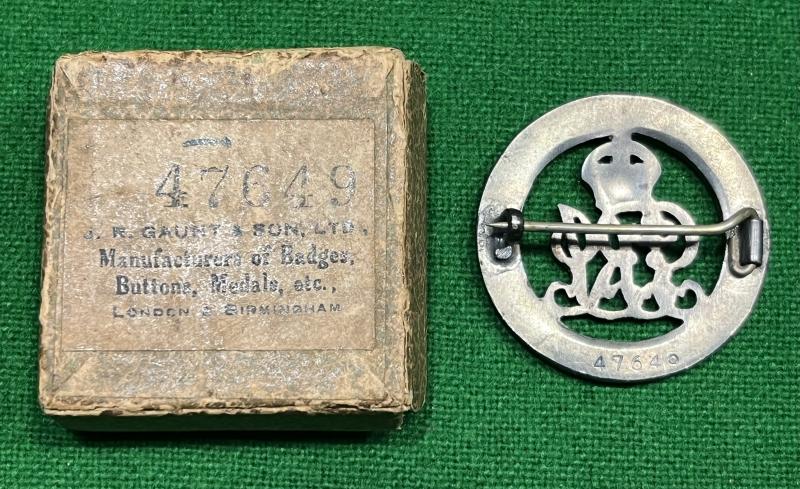 47649
J. R. GAUNT & SON, LTD.,
Manufacturers of Badges,
Buttons, Medals, etc.,
LONDON & BIRMINGHAM
47649